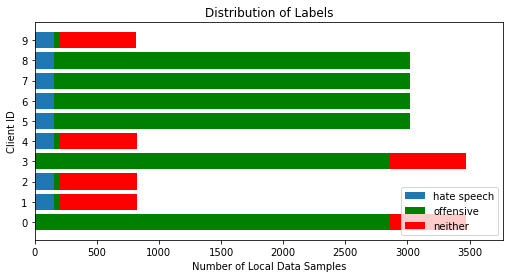 Distribution of Labels
Client ID
9
8
7
6
5
4
3
2
1
0
hate speech
offensive
neither
0 500 1000 1500 2000 2500 3000 3500
Number of Local Data Samples